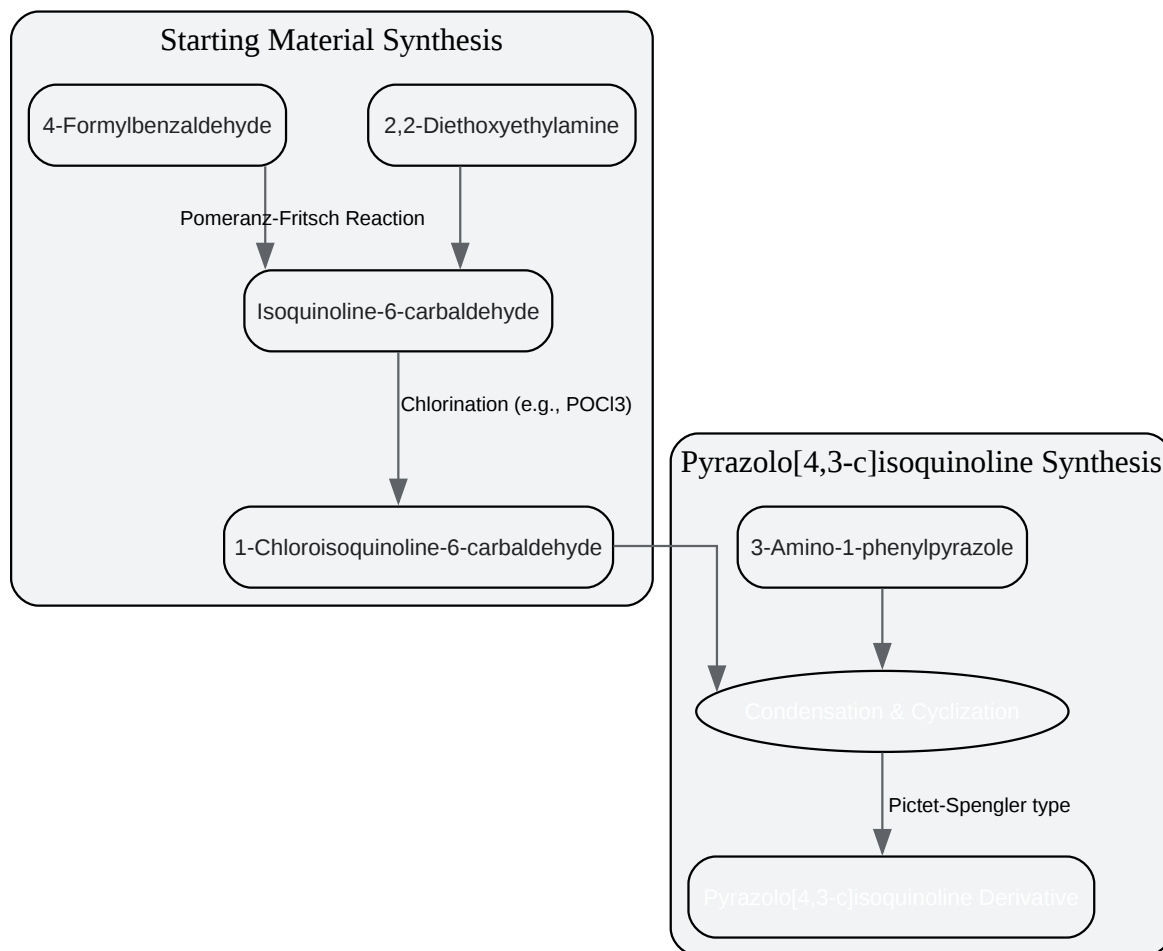 Starting Material Synthesis
4-Formylbenzaldehyde
2,2-Diethoxyethylamine
Pomeranz-Fritsch Reaction
Isoquinoline-6-carbaldehyde
Chlorination (e.g., POCl3)
1-Chloroisoquinoline-6-carbaldehyde
Pyrazolo[4,3-c]isoquinoline Synthesis
3-Amino-1-phenylpyrazole
Condensation & Cyclization
Pictet-Spengler type
Pyrazolo[4,3-c]isoquinoline Derivative